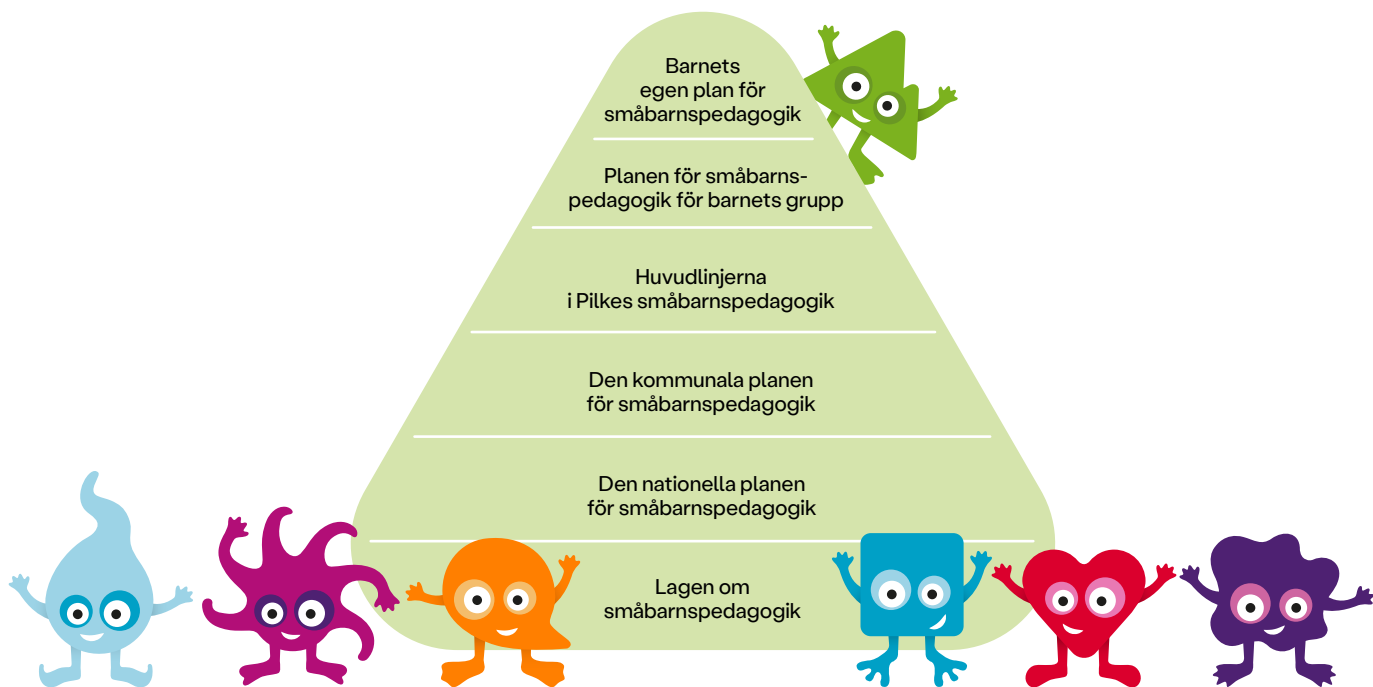 Barnets
egen plan för
småbarnspedagogik
Planen för småbarns-
pedagogik för barnets grupp
Huvudlinjerna
i Pilkes småbarnspedagogik
Den kommunala planen
för småbarnspedagogik
Den nationella planen
för småbarnspedagogik
Lagen om
småbarnspedagogik